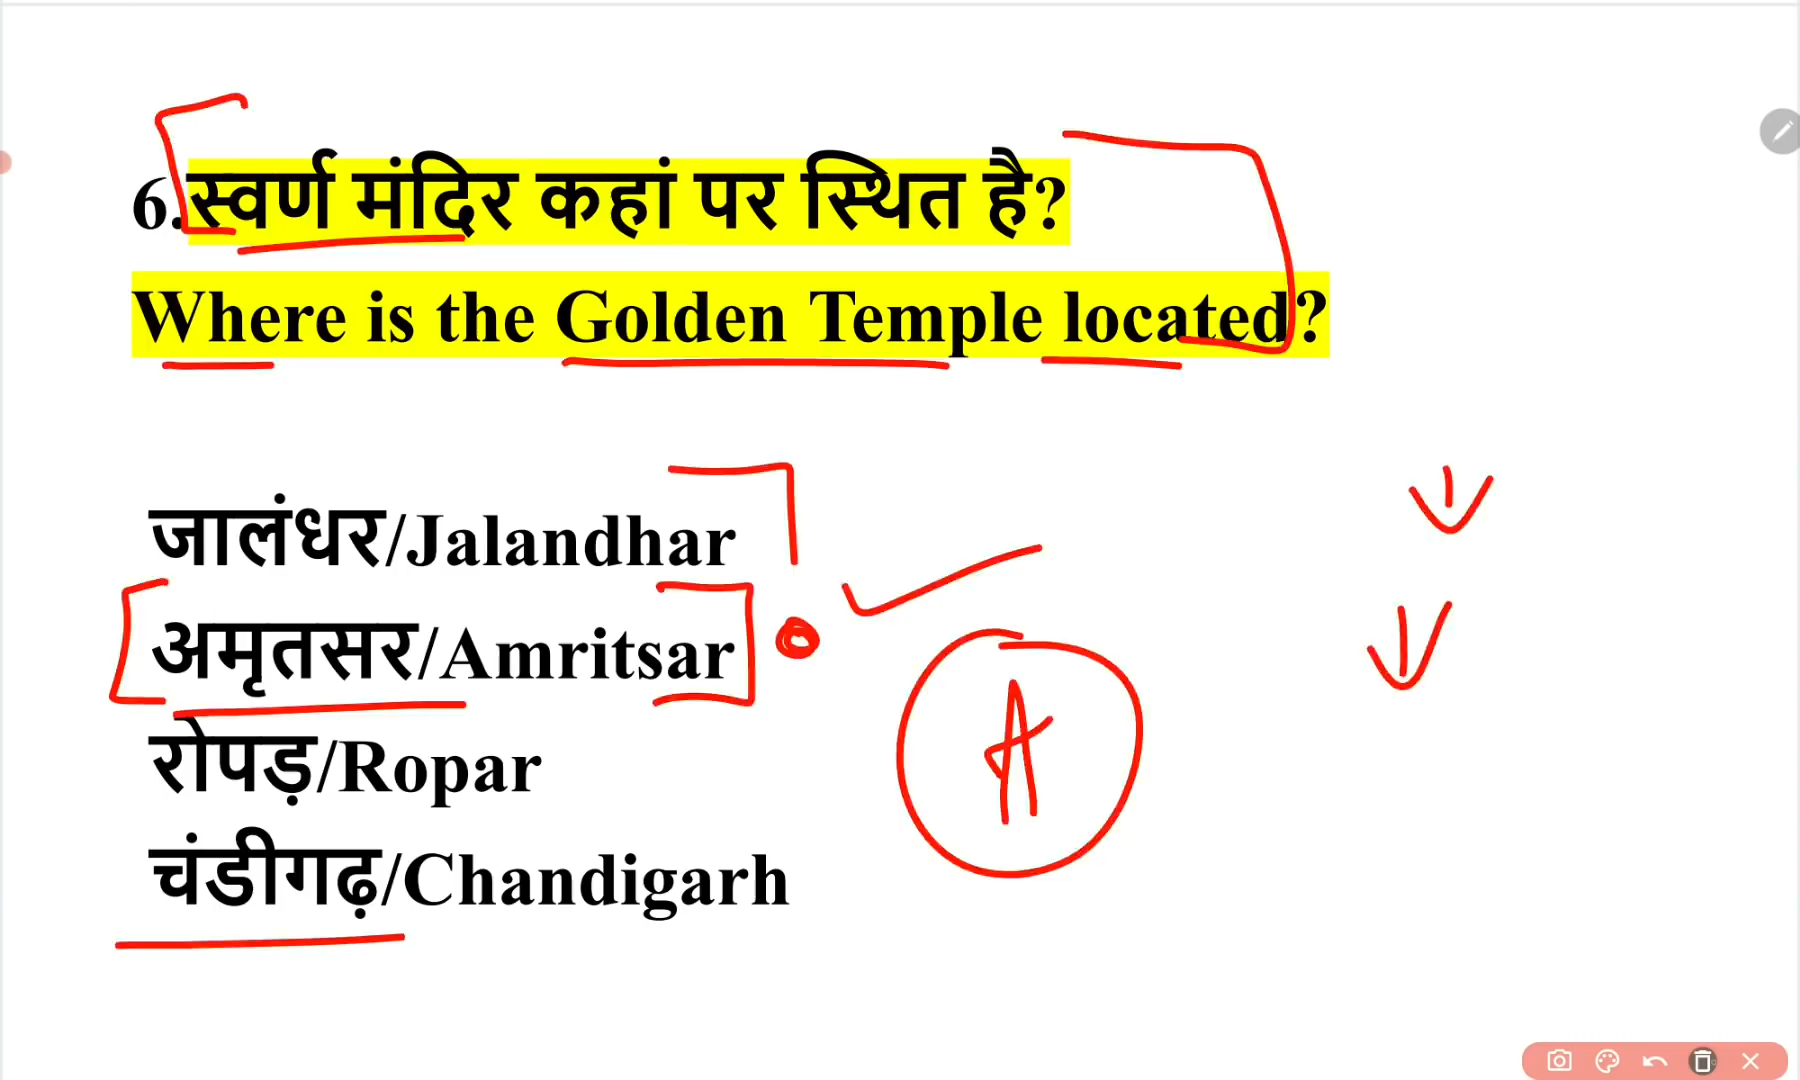 6.स्वर्ण मंदिर कहां पर स्थित है?
Where is the Golden Temple located?
जालंधर/Jalandhar
अमृतसर/Amritsar
रोपड़/Ropar
चंडीगढ़/Chandigarh
A